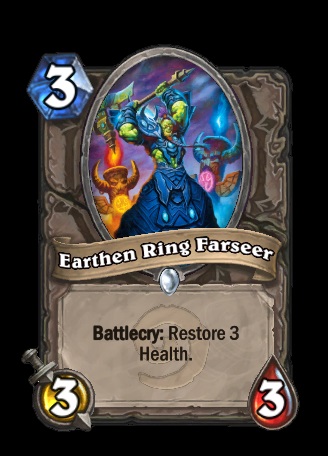 3
Earthen Ring Farseer
Battlecry: Restore 3
Health.
3
3